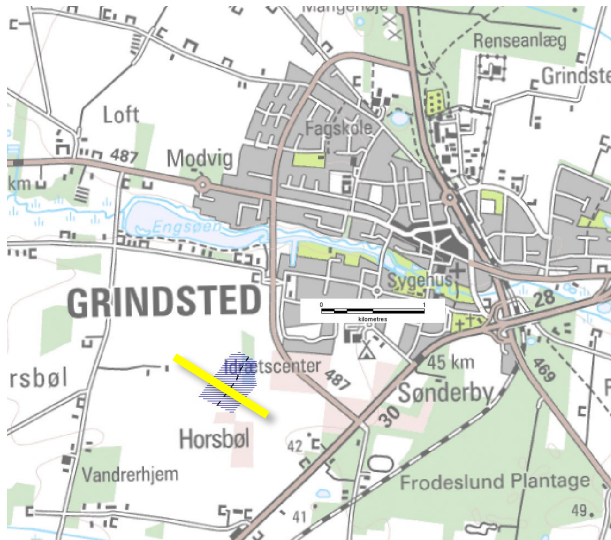 Mangehøje
Renseanlæg
Grindste
Loft
Fagskole
487
Modvig
km
Engsøen
Sygehus
GRINDSTED
28
0
1
kilometres
Idrætscenter
487
45 km
469
rsbøl
Sønderby
F
30
Horsbøl
42
Vandrerhjem
Frodeslund Plantage
41
49